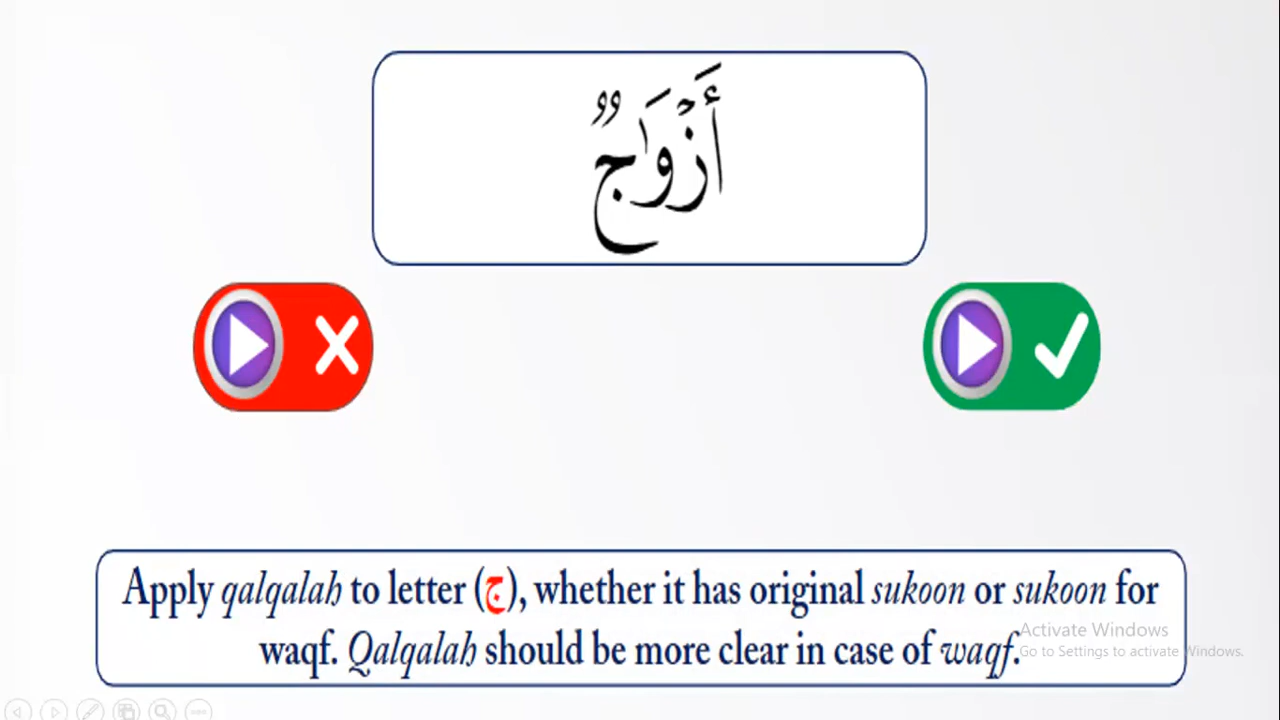 أَزْوَٰجٌ
Apply qalqalah to letter (ج), whether it has original sukoon or sukoon for
waqf. Qalqalah should be more clear in case of waqf.
Activate Windows
Go to Settings to activate Windows.